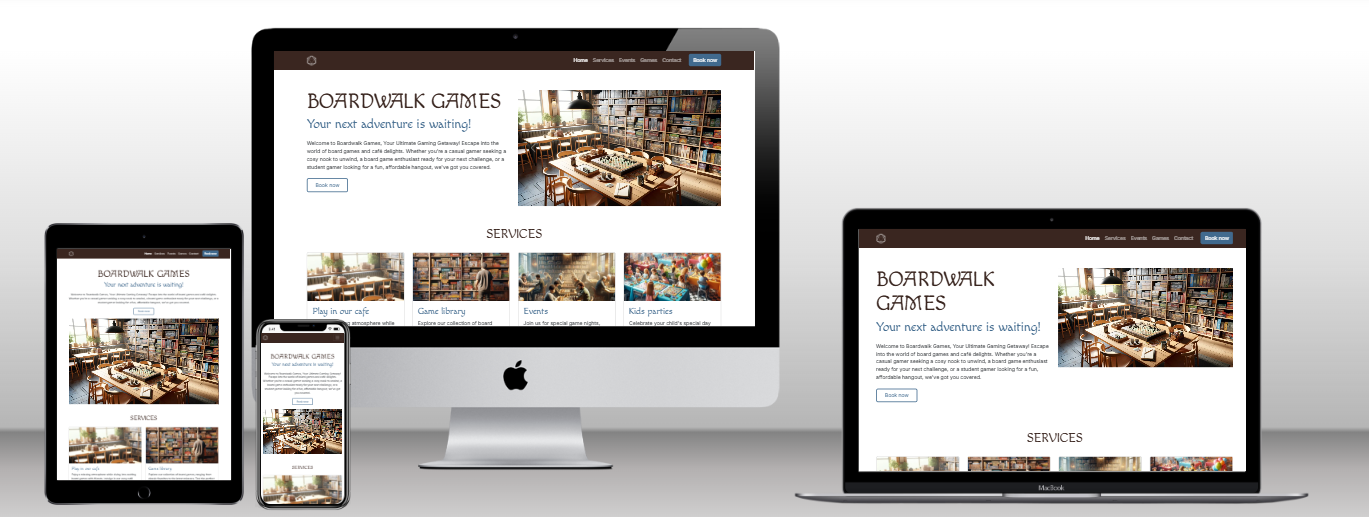 Home Services Events Games Contact Book now
BOARDWALK GAMES
Your next adventure is waiting!
Welcome to Boardwalk Games, Your Ultimate Gaming Getaway! Escape into the
world of board games and café delights. Whether you're a casual gamer seeking a
cosy nook to unwind, a board game enthusiast ready for your next challenge, or a
student gamer looking for a fun, affordable hangout, we've got you covered.
Book now
SERVICES
Play in our cafe Game library Events Kids parties
atmosphere while Explore our collection of board Join us for special game nights, Celebrate your child's special day
Home Services Events Games Contact Book now
BOARDWALK GAMES
Your next adventure is waiting!
Book now
SERVICES
Play in our cafe Game library
BOARDWALK GAMES
Your next adventure is waiting!
Book now
SERVICES
Home Services Events Games Contact Book now
BOARDWALK
GAMES
Your next adventure is waiting!
Welcome to Boardwalk Games, Your Ultimate Gaming Getaway! Escape
into the world of board games and café delights. Whether you're a
casual gamer seeking a cosy nook to unwind, a board game enthusiast
ready for your next challenge, or a student gamer looking for a fun,
affordable hangout, we've got you covered.
Book now
SERVICES
MacBook